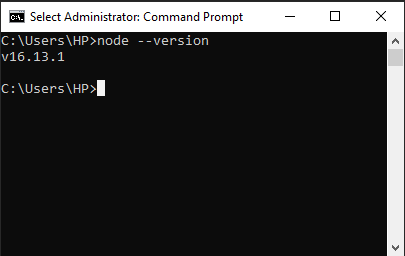 Select Administrator: Command Prompt
C:\Users\HP>node --version
v16.13.1
C:\Users\HP>